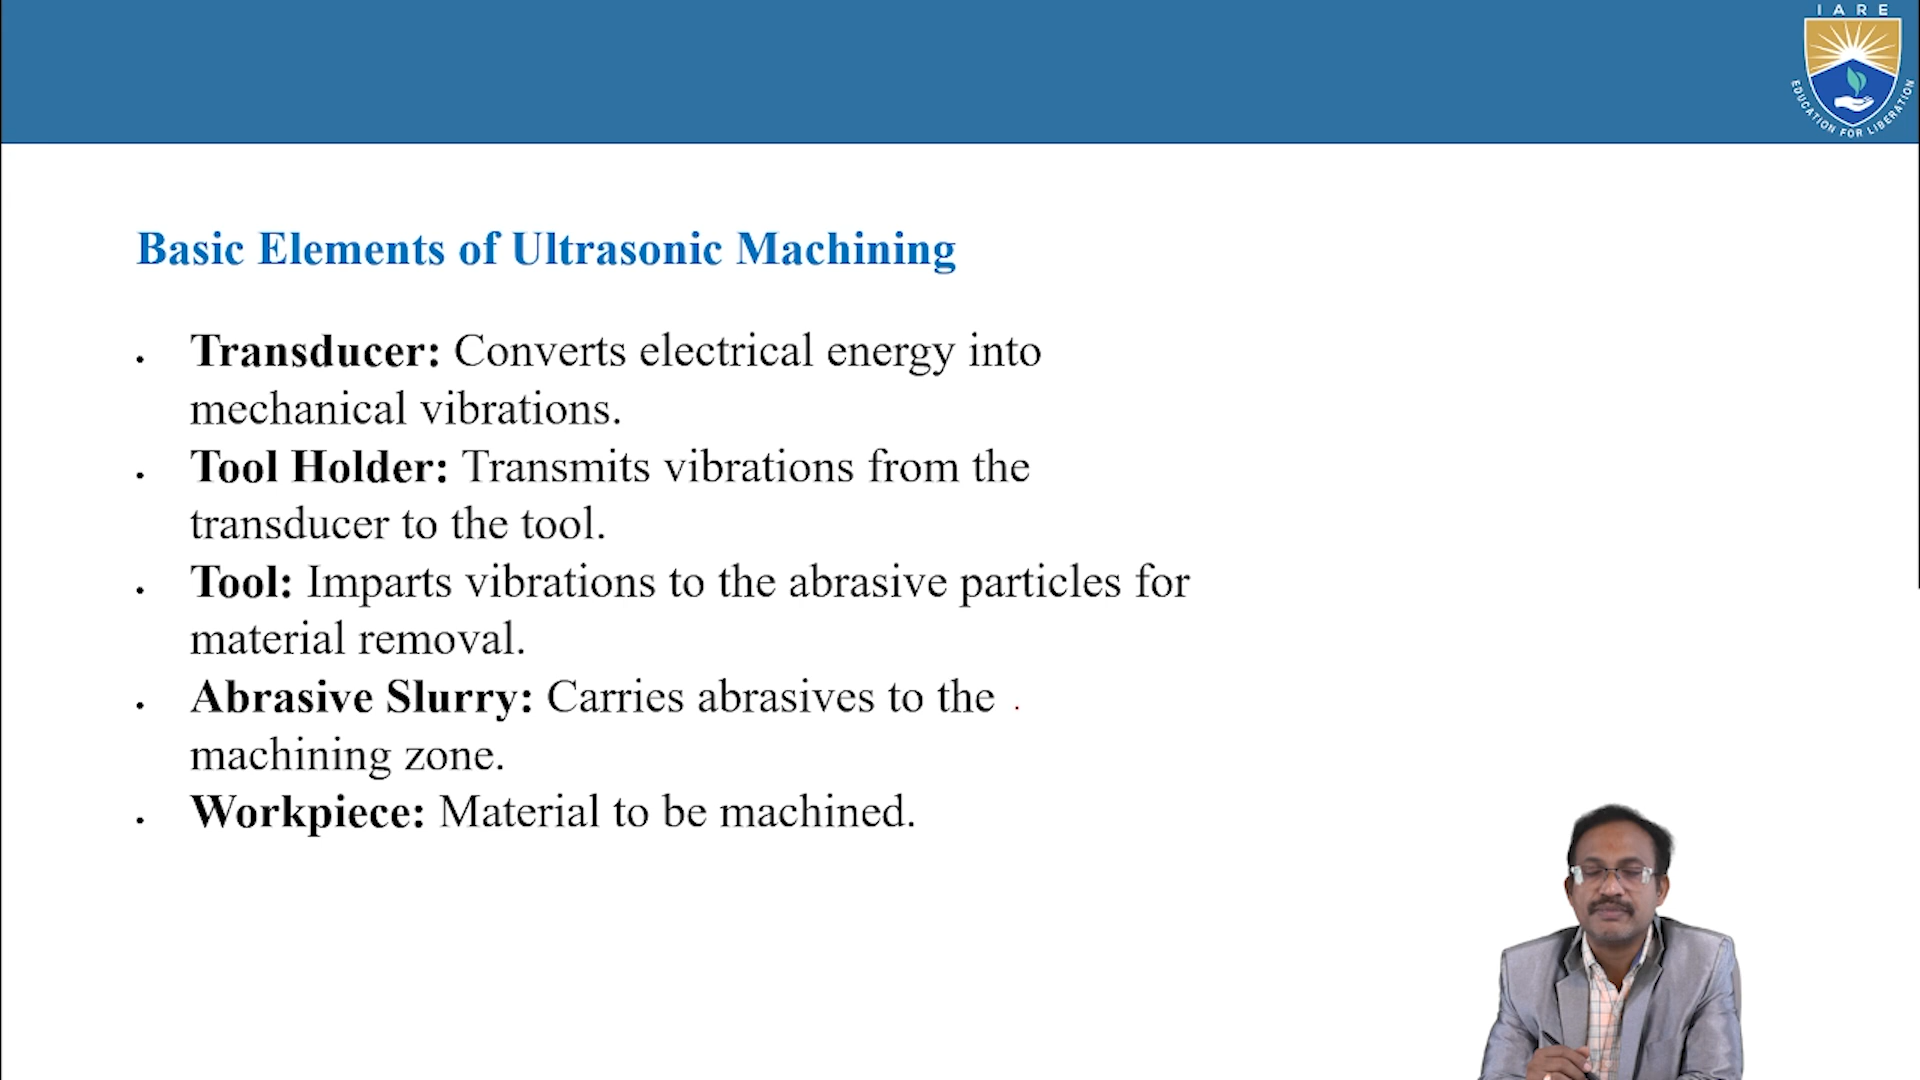 IARE
EDUCATION FOR LIBERATION
Basic Elements of Ultrasonic Machining
• Transducer: Converts electrical energy into
mechanical vibrations.
• Tool Holder: Transmits vibrations from the
transducer to the tool.
• Tool: Imparts vibrations to the abrasive particles for
material removal.
• Abrasive Slurry: Carries abrasives to the
machining zone.
• Workpiece: Material to be machined.